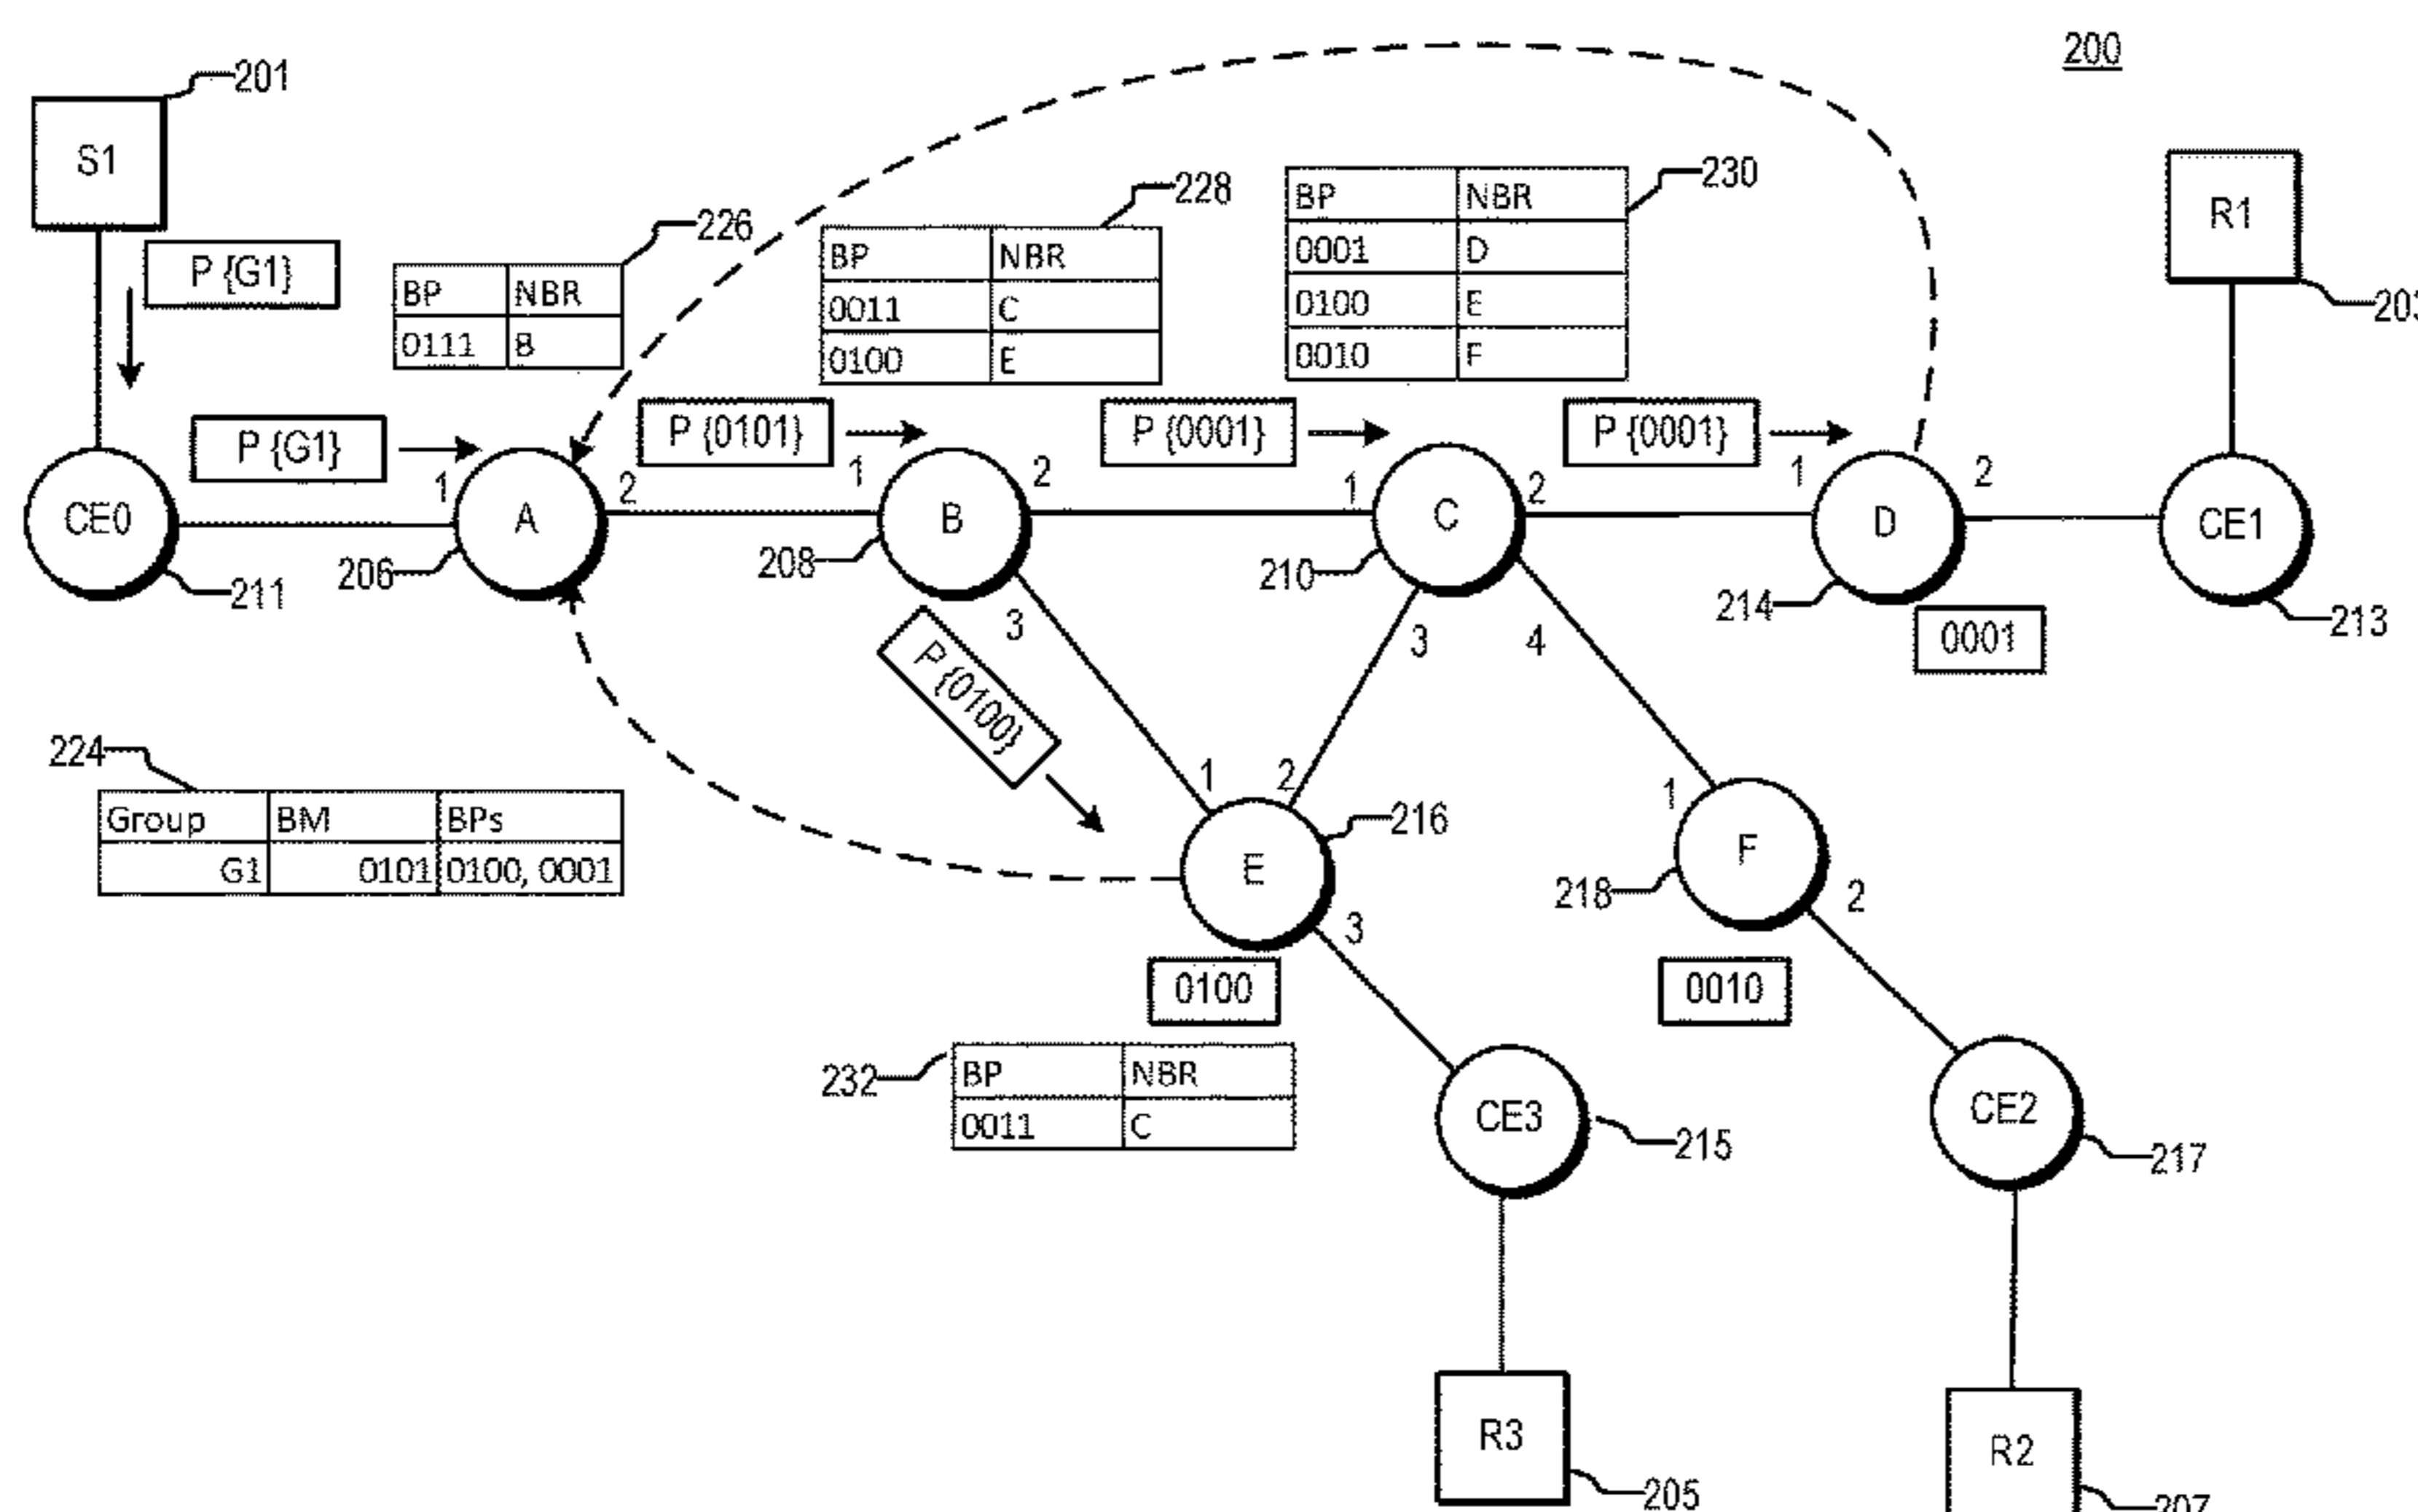 200
201
S1
P {G1}
226
BP NBR
0111 B
228
BP NBR
0011 C
0100 E
230
BP NBR
0001 D
0100 E
0010 F
R1
203
P {G1}
P {0101}
P {0001}
P {0001}
CE0
211
1 A 2
206
1 B 2
3
208
1 C 2
3 4
210
1 D 2
214
0001
CE1
213
P {0100}
224
Group BM BPs
G1 0101 0100, 0001
1 2
E
3
216
0100
232
BP NBR
0011 C
1
F
2
218
0010
CE3
215
CE2
217
R3
205
R2
207